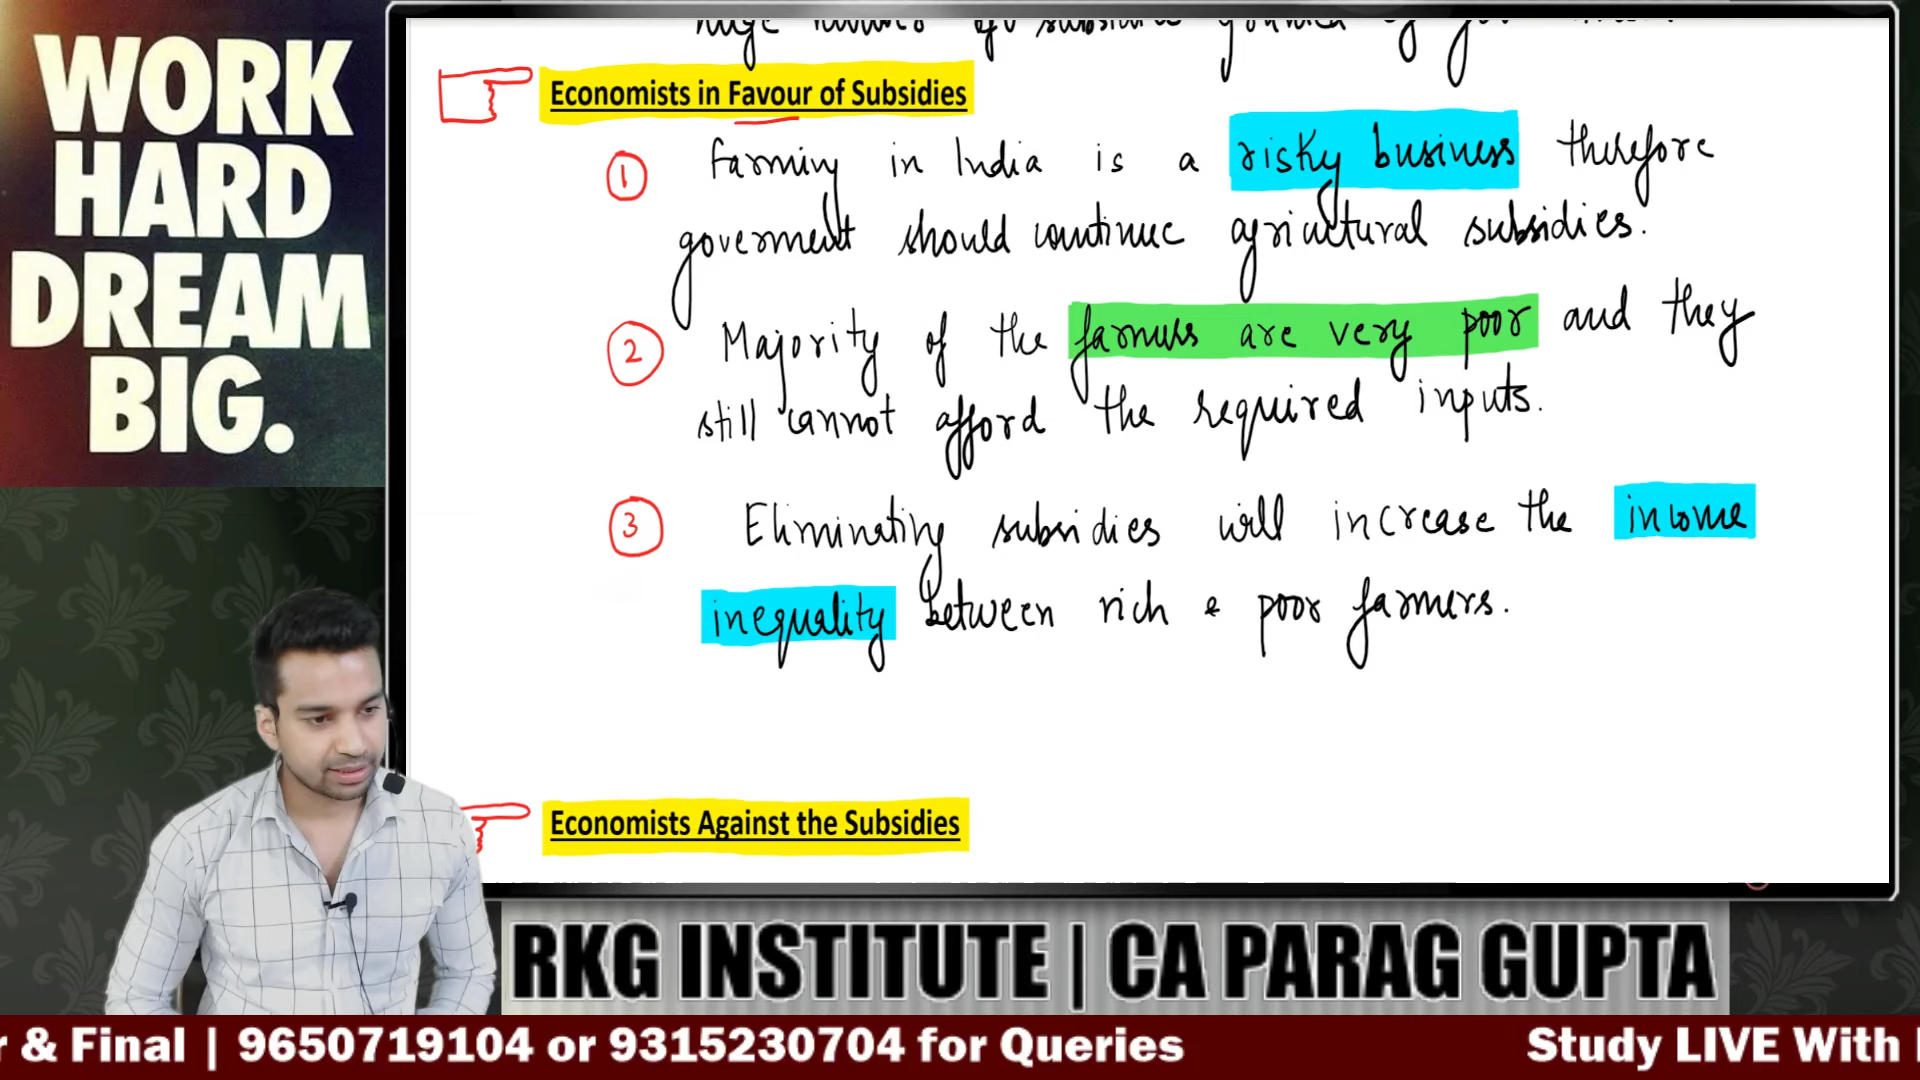 WORK
HARD
DREAM
BIG.
Economists in Favour of Subsidies
① Farming in India is a risky business therefore
government should continue agricultural subsidies.
② Majority of the farmers are very poor and they
still cannot afford the required inputs.
③ Eliminating subsidies will increase the income
inequality between rich & poor farmers.
Economists Against the Subsidies
RKG INSTITUTE | CA PARAG GUPTA
r & Final | 9650719104 or 9315230704 for Queries
Study LIVE With